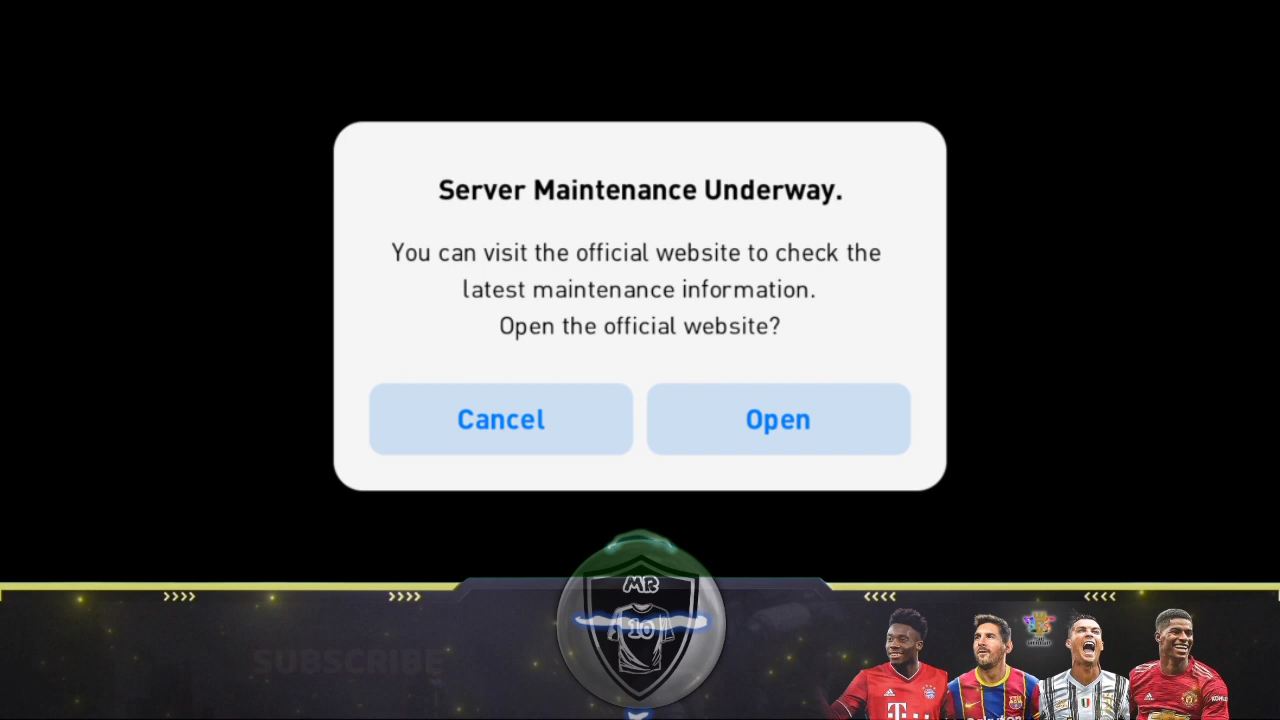 Server Maintenance Underway.
You can visit the official website to check the
latest maintenance information.
Open the official website?
Cancel
Open
MR
10
SUBSCRIBE
T
KOHL